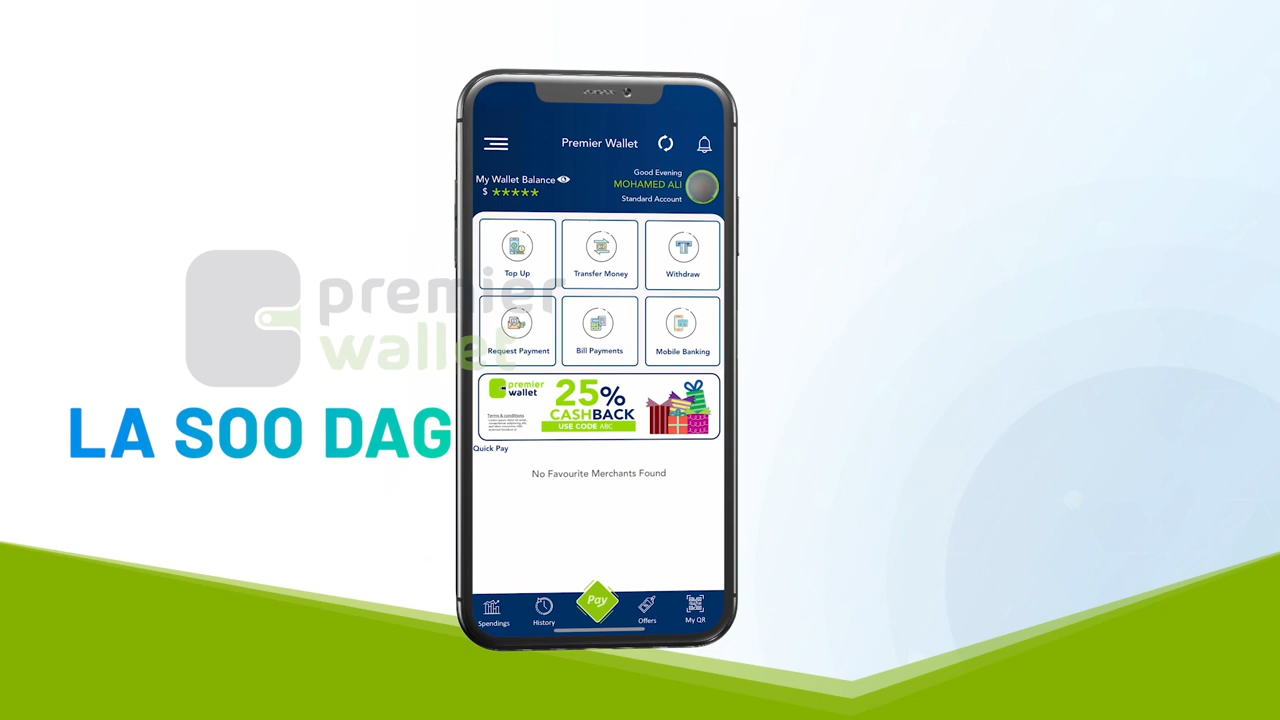 premier
wallet
LA SOO DAG
Premier Wallet
My Wallet Balance
$ *****
Good Evening
MOHAMED ALI
Standard Account
Top Up
Transfer Money
Withdraw
Request Payment
Bill Payments
Mobile Banking
premier
wallet
Terms & conditions
25%
CASHBACK
USE CODE ABC
Quick Pay
No Favourite Merchants Found
Spendings
History
Pay
Offers
My QR